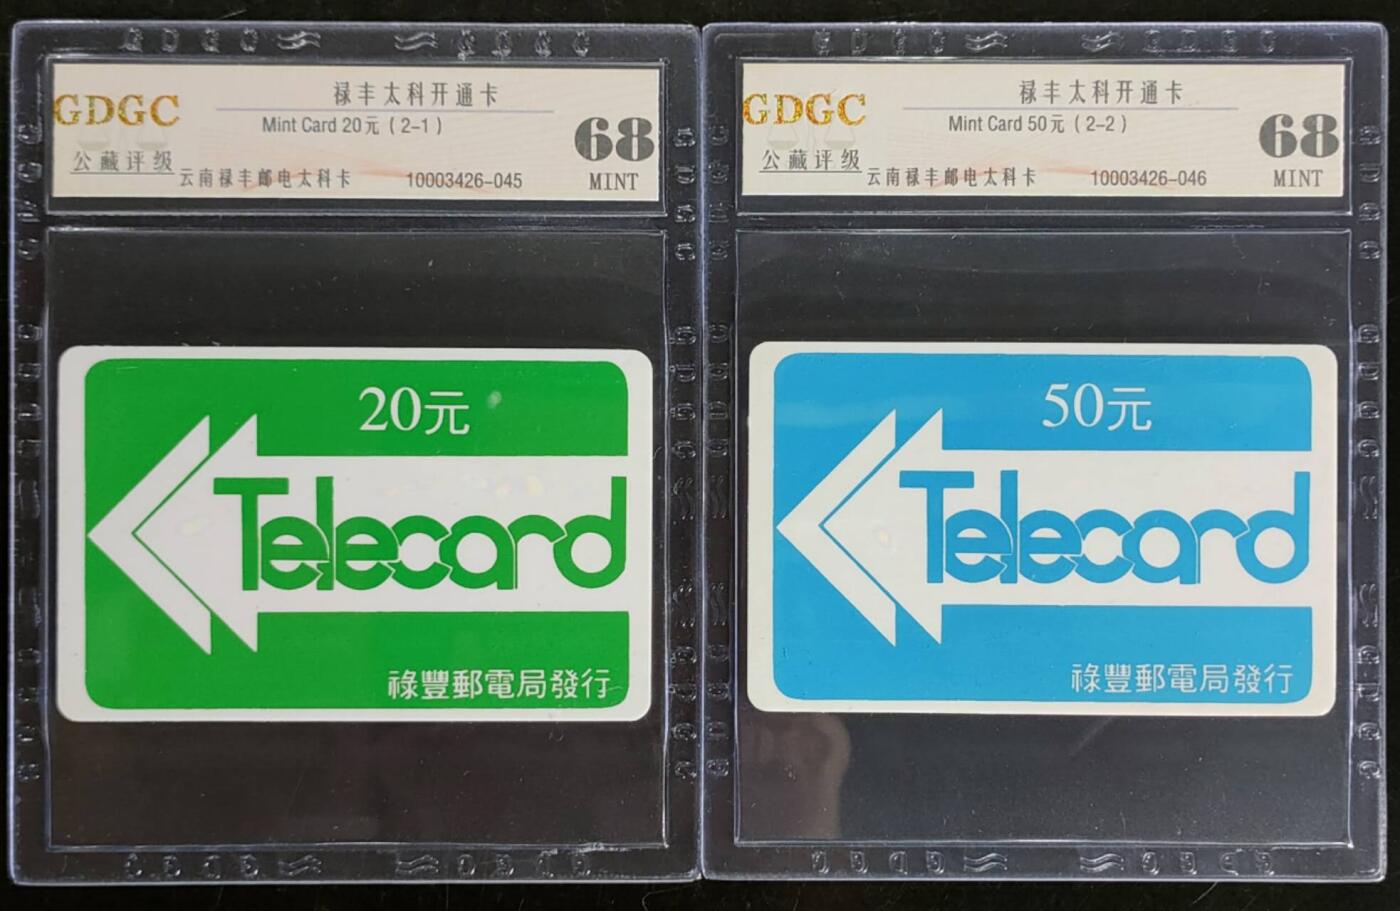 GDGC
公藏评级
禄丰太科开通卡
Mint Card 20元 (2-1)
云南禄丰邮电太科卡 10003426-045
68
MINT
20元
Telecard
祿豐郵電局發行
GDGC
公藏评级
禄丰太科开通卡
Mint Card 50元 (2-2)
云南禄丰邮电太科卡 10003426-046
68
MINT
50元
Telecard
祿豐郵電局發行